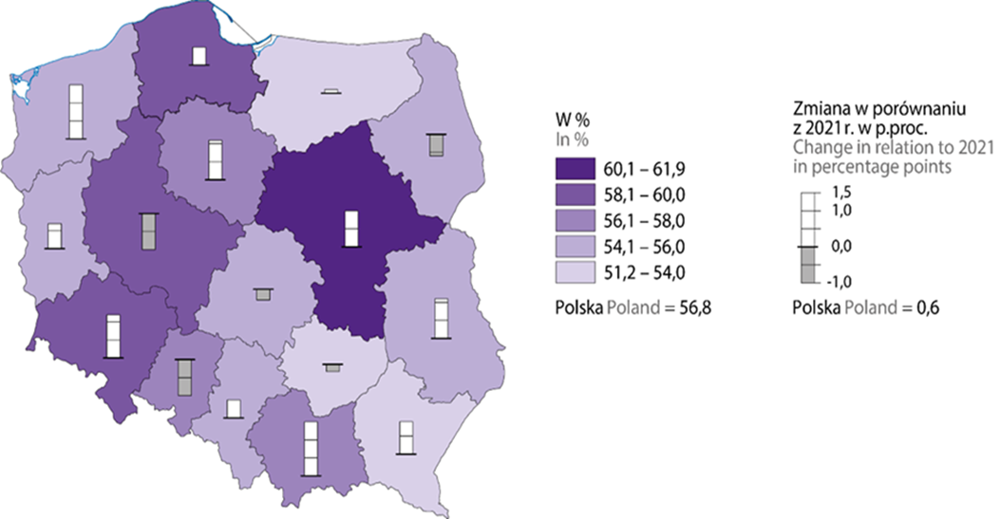 W %
In %
60,1 – 61,9
58,1 – 60,0
56,1 – 58,0
54,1 – 56,0
51,2 – 54,0
Polska Poland = 56,8
Zmiana w porównaniu
z 2021 r. w p.proc.
Change in relation to 2021
in percentage points
1,5
1,0
0,0
-1,0
Polska Poland = 0,6